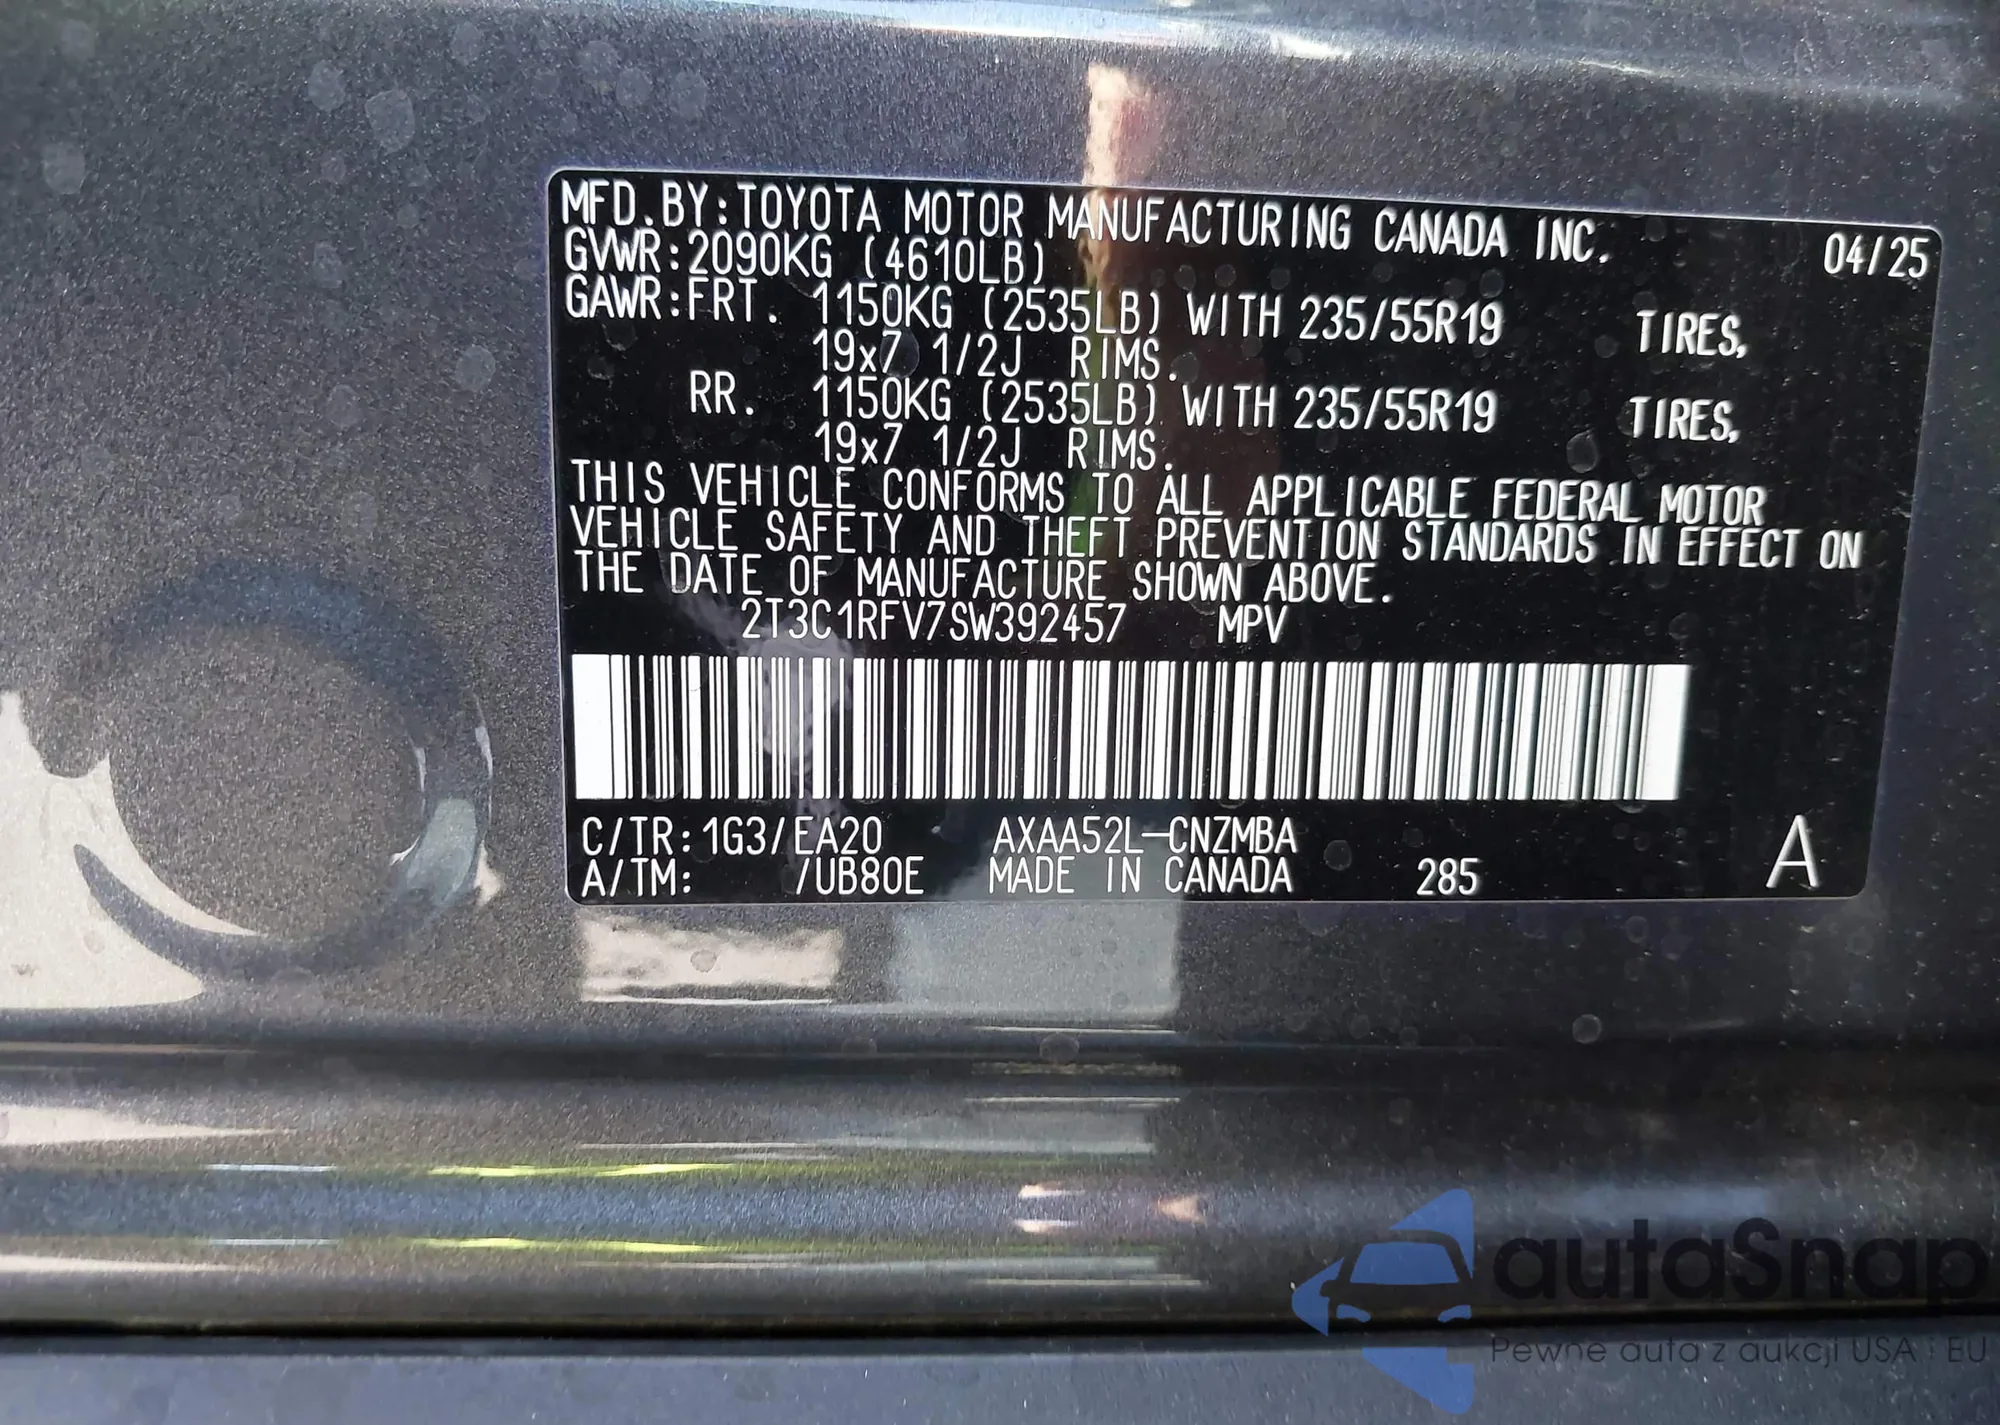 MFD.BY:TOYOTA MOTOR MANUFACTURING CANADA INC. 04/25
GVWR:2090KG (4610LB)
GAWR:FRT. 1150KG (2535LB) WITH 235/55R19 TIRES,
19x7 1/2J RIMS.
RR. 1150KG (2535LB) WITH 235/55R19 TIRES,
19x7 1/2J RIMS.
THIS VEHICLE CONFORMS TO ALL APPLICABLE FEDERAL MOTOR
VEHICLE SAFETY AND THEFT PREVENTION STANDARDS IN EFFECT ON
THE DATE OF MANUFACTURE SHOWN ABOVE.
2T3C1RFV7SW392457 MPV
C/TR:1G3/EA20 AXAA52L-CNZMBA A
A/TM: /UB80E MADE IN CANADA 285
autaSnap
Pewne auta z aukcji USA i EU